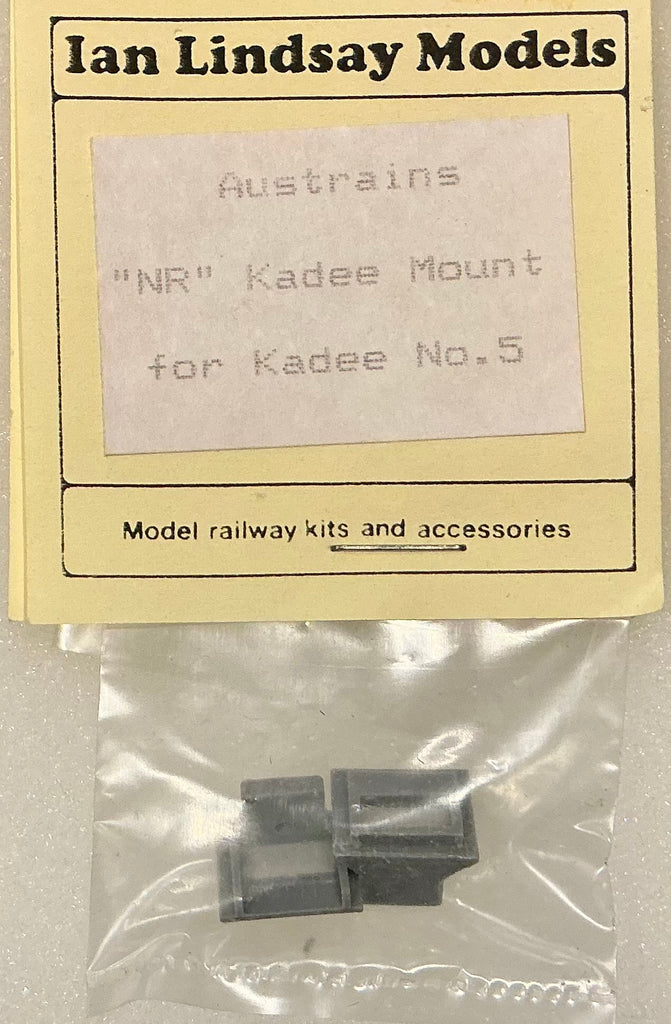 Ian Lindsay Models
Austrains
"NR" Kadee Mount
for Kadee No.5
Model railway kits and accessories